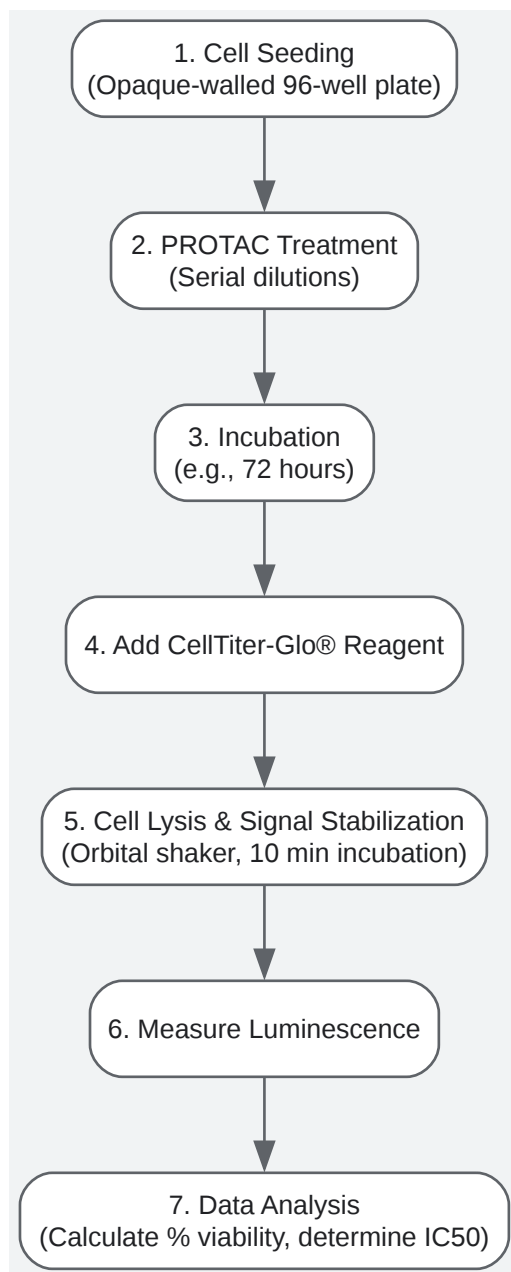 1. Cell Seeding
(Opaque-walled 96-well plate)
2. PROTAC Treatment
(Serial dilutions)
3. Incubation
(e.g., 72 hours)
4. Add CellTiter-Glo® Reagent
5. Cell Lysis & Signal Stabilization
(Orbital shaker, 10 min incubation)
6. Measure Luminescence
7. Data Analysis
(Calculate % viability, determine IC50)